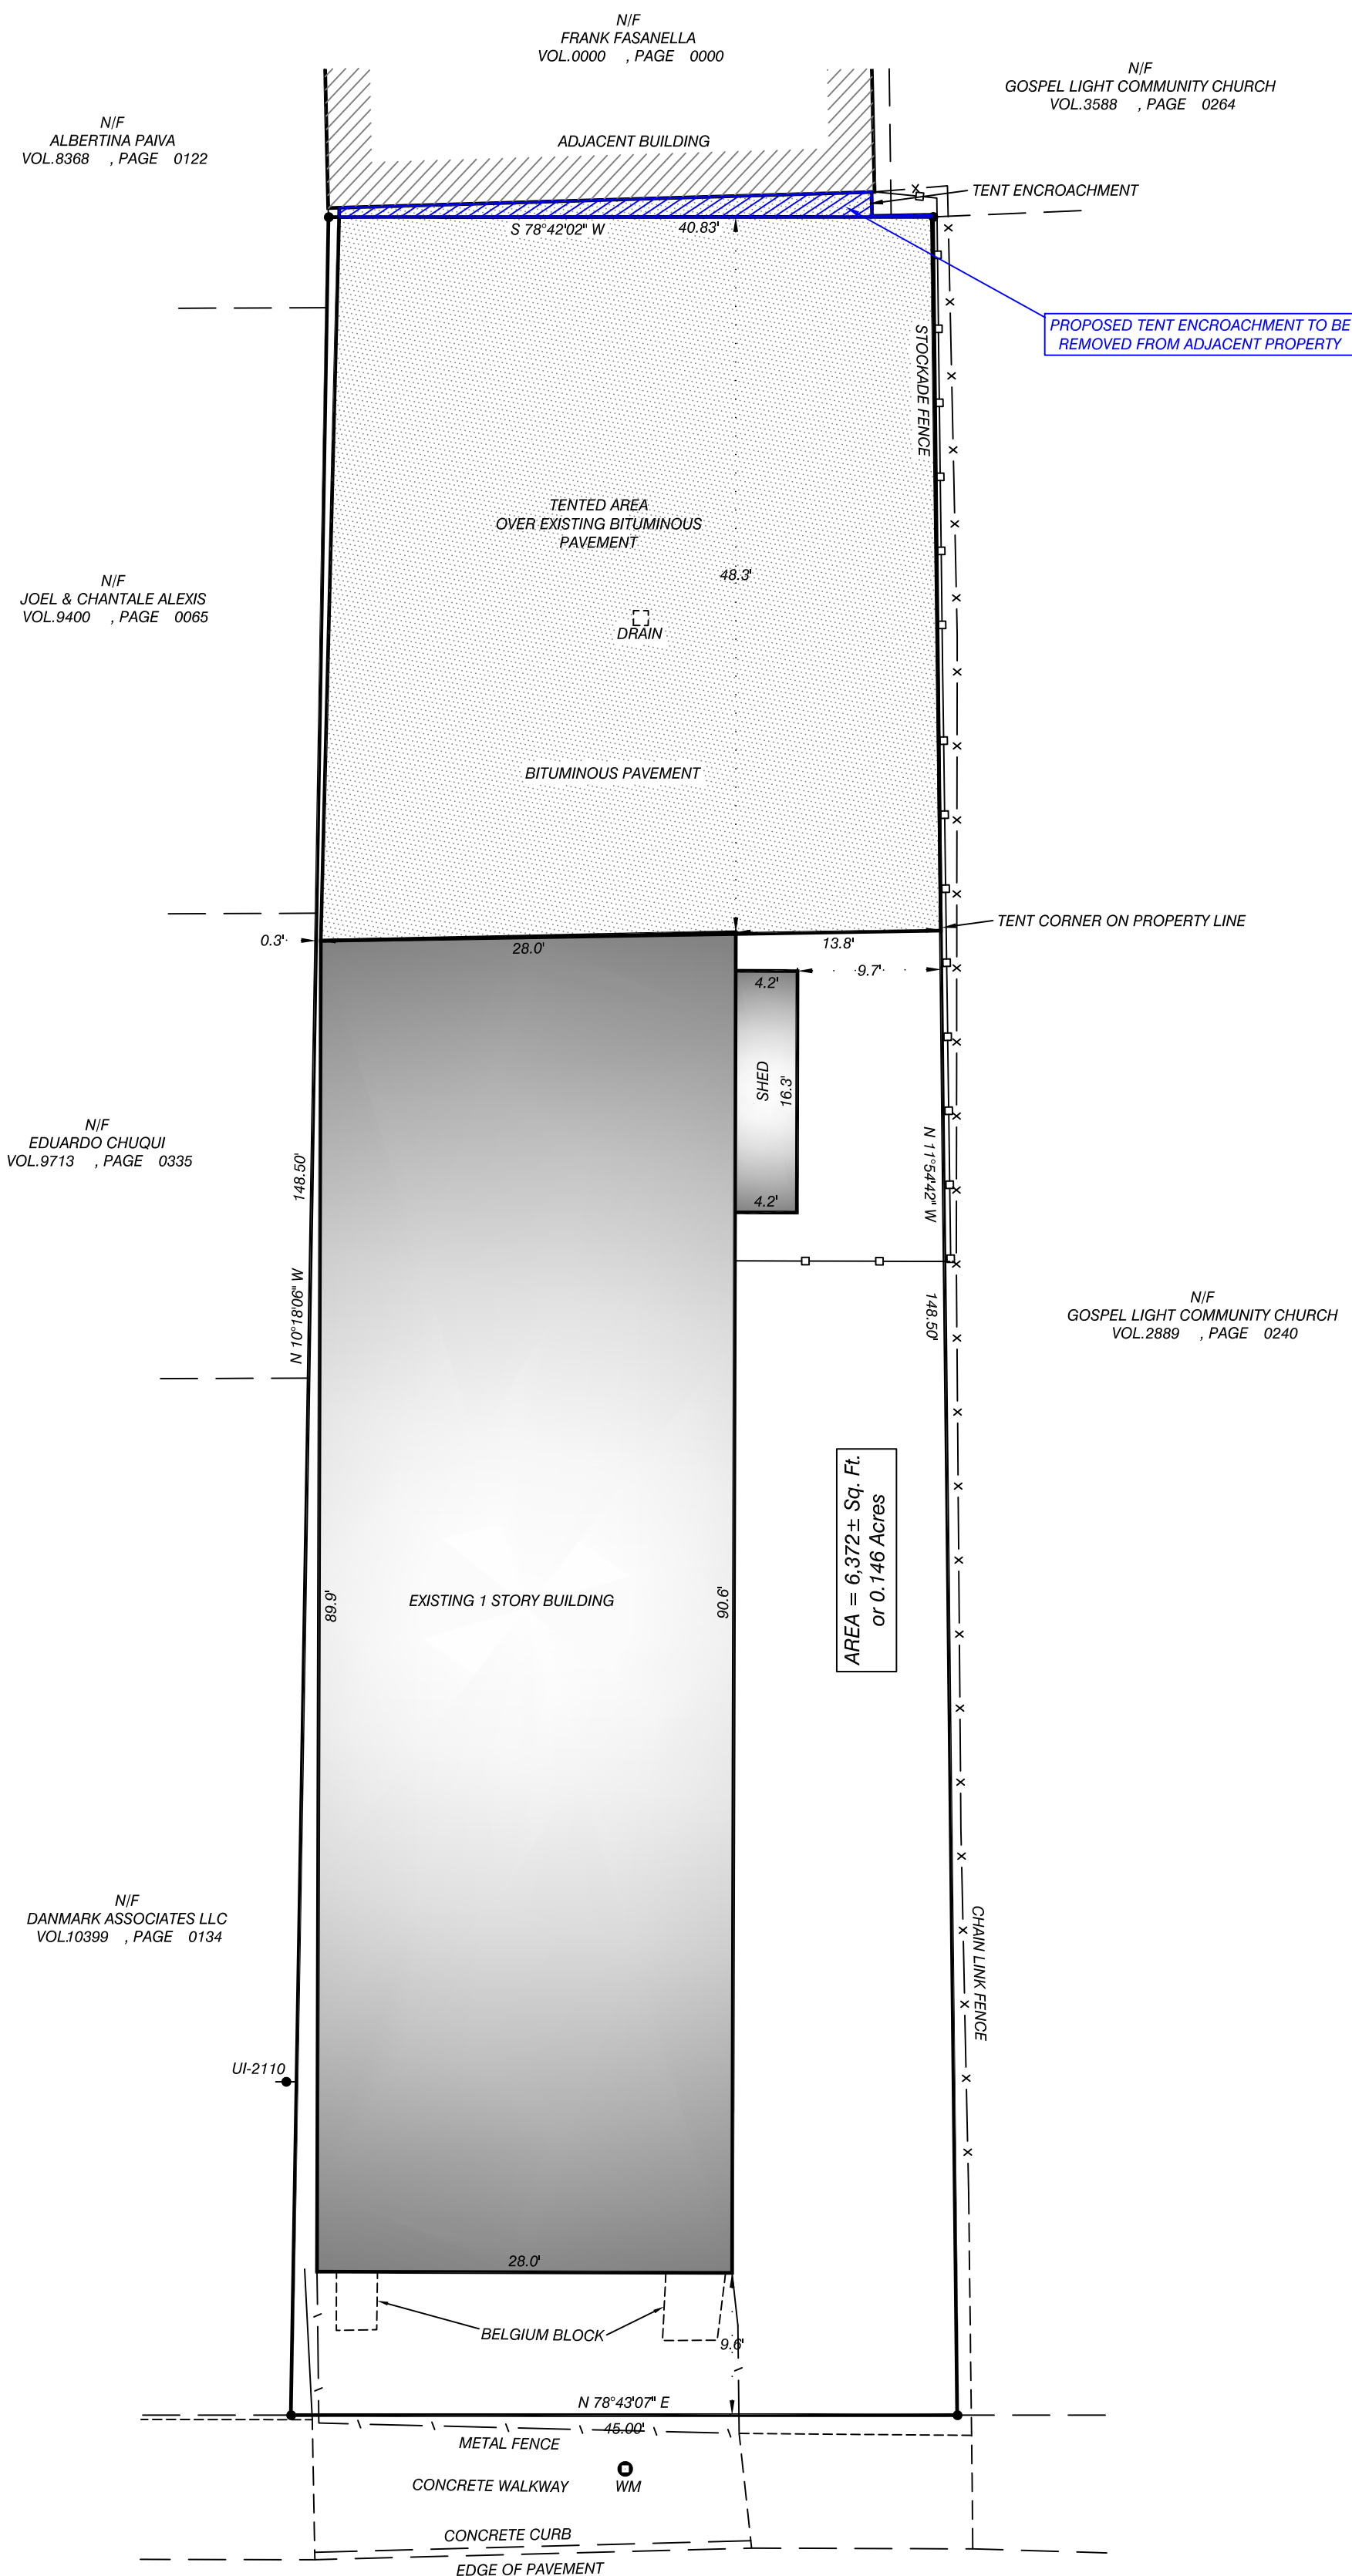 N/F
FRANK FASANELLA
VOL.0000 , PAGE 0000
N/F
GOSPEL LIGHT COMMUNITY CHURCH
VOL.3588 , PAGE 0264
N/F
ALBERTINA PAIVA
VOL.8368 , PAGE 0122
ADJACENT BUILDING
TENT ENCROACHMENT
S 78°42'02" W
40.83'
PROPOSED TENT ENCROACHMENT TO BE
REMOVED FROM ADJACENT PROPERTY
STOCKADE FENCE
TENTED AREA
OVER EXISTING BITUMINOUS
PAVEMENT
48.3'
N/F
JOEL & CHANTALE ALEXIS
VOL.9400 , PAGE 0065
DRAIN
BITUMINOUS PAVEMENT
TENT CORNER ON PROPERTY LINE
0.3'
28.0'
13.8'
9.7'
4.2'
SHED
16.3'
N/F
EDUARDO CHUQUI
VOL.9713 , PAGE 0335
148.50'
N 11°54'42" W
4.2'
N 10°18'06" W
148.50'
N/F
GOSPEL LIGHT COMMUNITY CHURCH
VOL.2889 , PAGE 0240
AREA = 6,372± Sq. Ft.
or 0.146 Acres
89.9'
EXISTING 1 STORY BUILDING
90.6'
N/F
DANMARK ASSOCIATES LLC
VOL.10399 , PAGE 0134
CHAIN LINK FENCE
UI-2110
28.0'
BELGIUM BLOCK
9.6'
N 78°43'07" E
45.00'
METAL FENCE
CONCRETE WALKWAY
WM
CONCRETE CURB
EDGE OF PAVEMENT